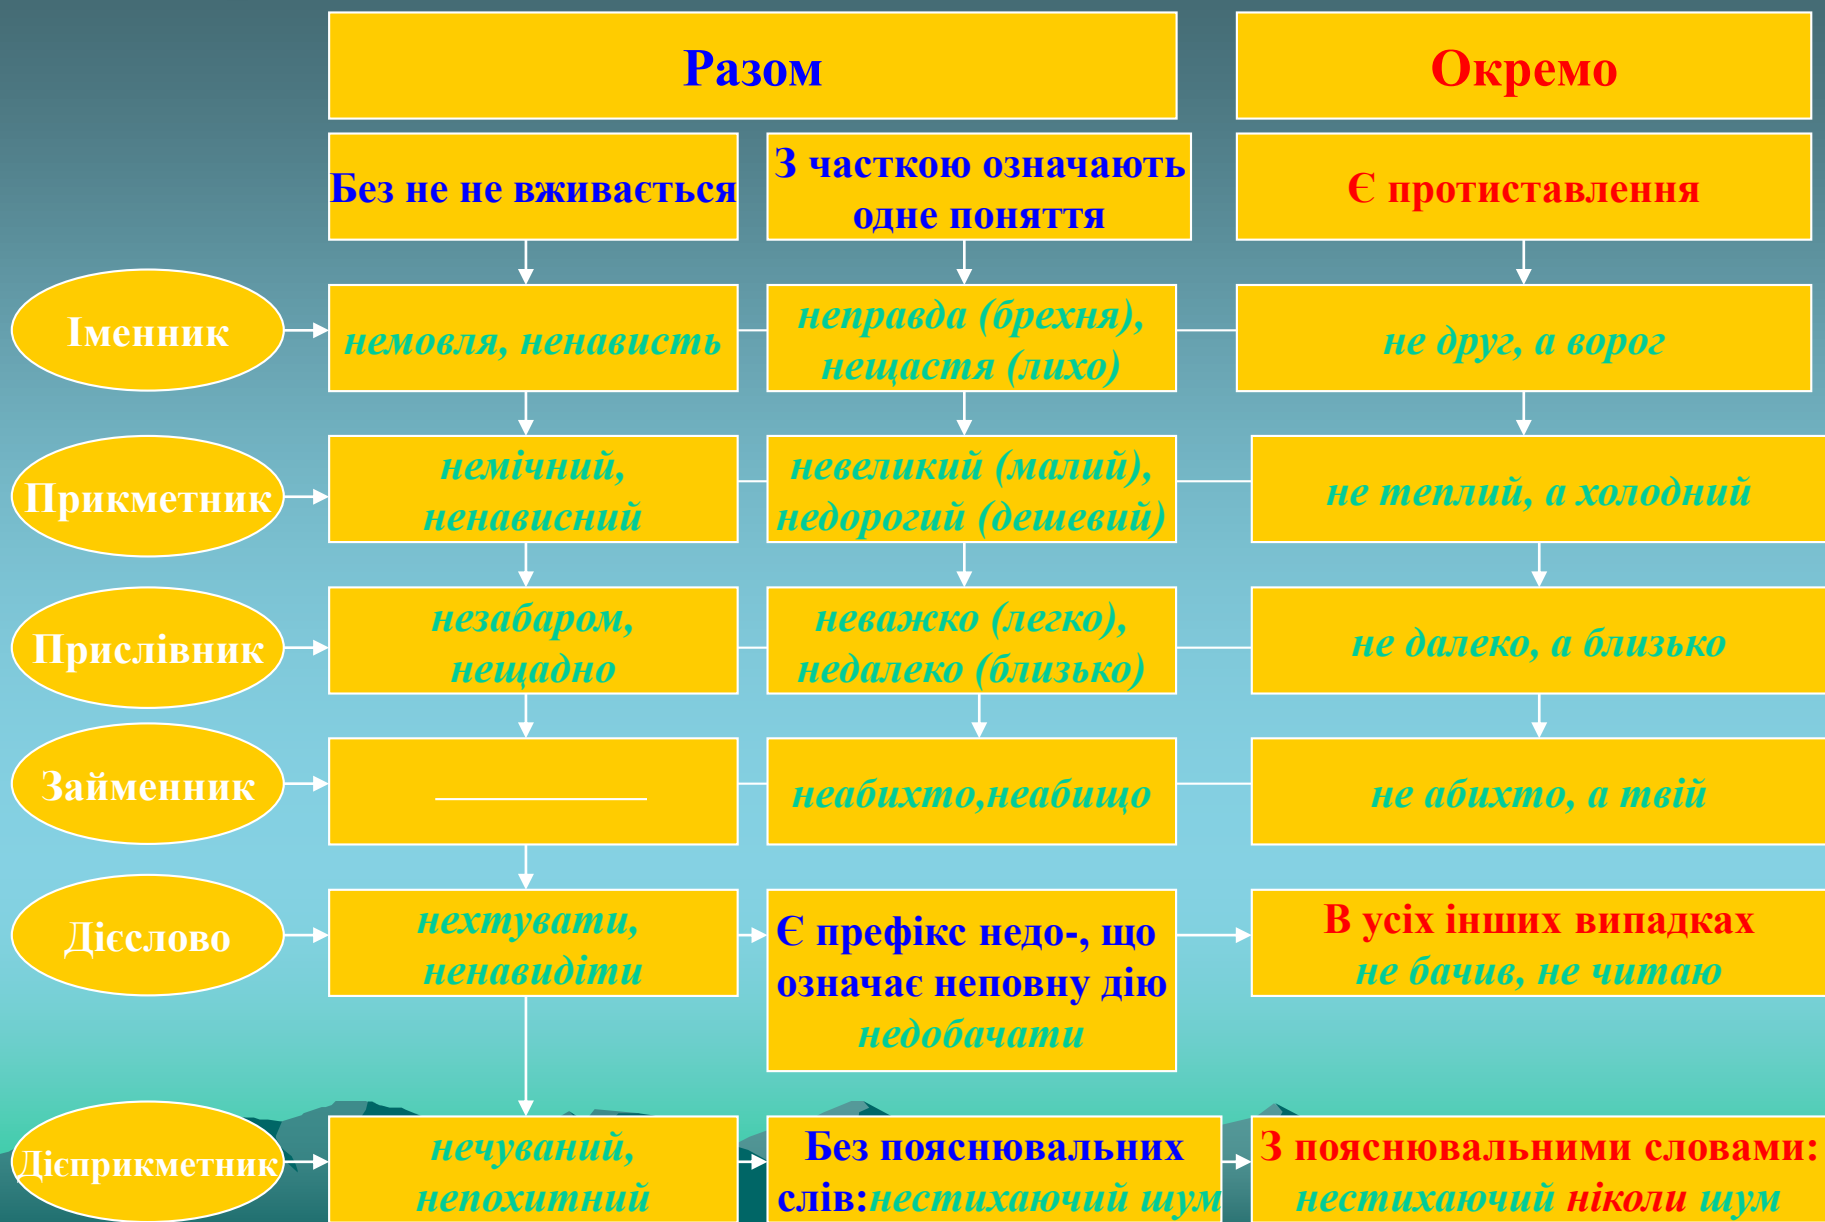 Разом
Окремо
Без не не вживається
З часткою означають
одне поняття
Є протиставлення
Іменник
немовля, ненависть
неправда (брехня),
нещастя (лихо)
не друг, а ворог
Прикметник
немічний,
ненависний
невеликий (малий),
недорогий (дешевий)
не теплий, а холодний
Прислівник
незабаром,
нещадно
неважко (легко),
недалеко (близько)
не далеко, а близько
Займенник
__________
неабихто,неабищо
не абихто, а твій
Дієслово
нехтувати,
ненавидіти
Є префікс недо-, що
означає неповну дію
недобачати
В усіх інших випадках
не бачив, не читаю
Дієприкметник
нечуваний,
непохитний
Без пояснювальних
слів:нестихаючий шум
З пояснювальними словами:
нестихаючий ніколи шум